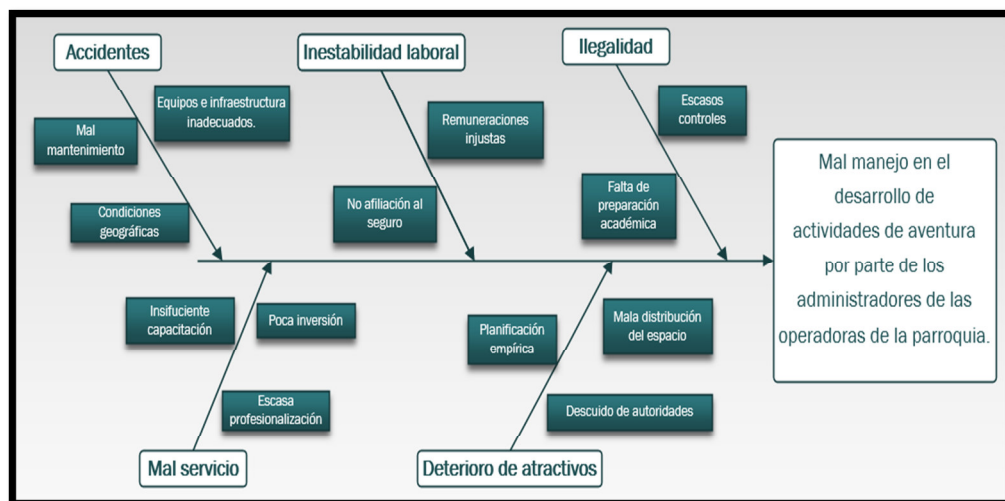 Accidentes
Inestabilidad laboral
Ilegalidad
Equipos e infraestructura
inadecuados.
Mal
mantenimiento
Condiciones
geográficas
Remuneraciones
injustas
No afiliación al
seguro
Escasos
controles
Falta de
preparación
académica
Mal manejo en el
desarrollo de
actividades de aventura
por parte de los
administradores de las
operadoras de la parroquia.
Insifuciente
capacitación
Poca inversión
Escasa
profesionalización
Planificación
empírica
Mala distribución
del espacio
Descuido de autoridades
Mal servicio
Deterioro de atractivos